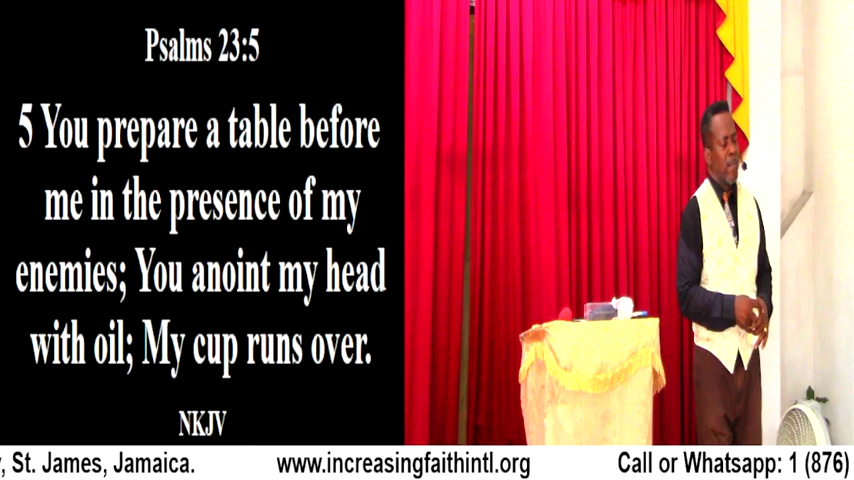 Psalms 23:5
5 You prepare a table before
me in the presence of my
enemies; You anoint my head
with oil; My cup runs over.
NKJV
, St. James, Jamaica. www.increasingfaithintl.org Call or Whatsapp: 1 (876)